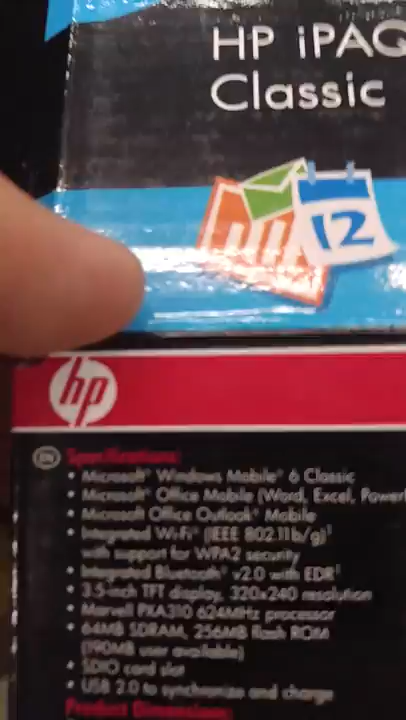 HP iPAQ
Classic
12
hp
EN Specifications:
• Microsoft® Windows Mobile® 6 Classic
• Microsoft® Office Mobile (Word, Excel, Power
• Microsoft Office Outlook® Mobile
• Integrated Wi-Fi® (IEEE 802.11b/g)¹
with support for WPA2 security
• Integrated Bluetooth® v2.0 with EDR¹
• 3.5-inch TFT display, 320x240 resolution
• Marvell PXA310 624MHz processor
• 64MB SDRAM, 256MB flash ROM
(190MB user available)
• SDIO card slot
• USB 2.0 to synchronize and charge
Product Dimensions: